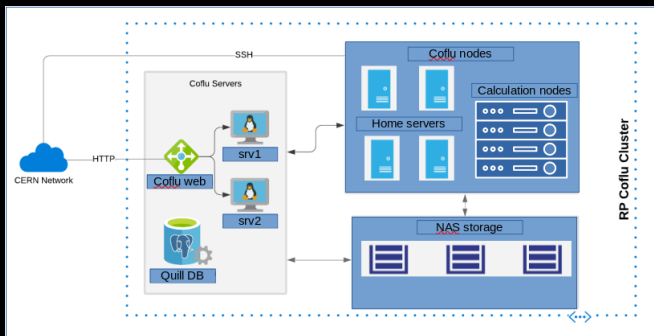 SSH
Coflu nodes
Coflu Servers
Calculation nodes
Home servers
srv1
HTTP
CERN Network
Coflu web
srv2
NAS storage
Quill DB
RP Coflu Cluster